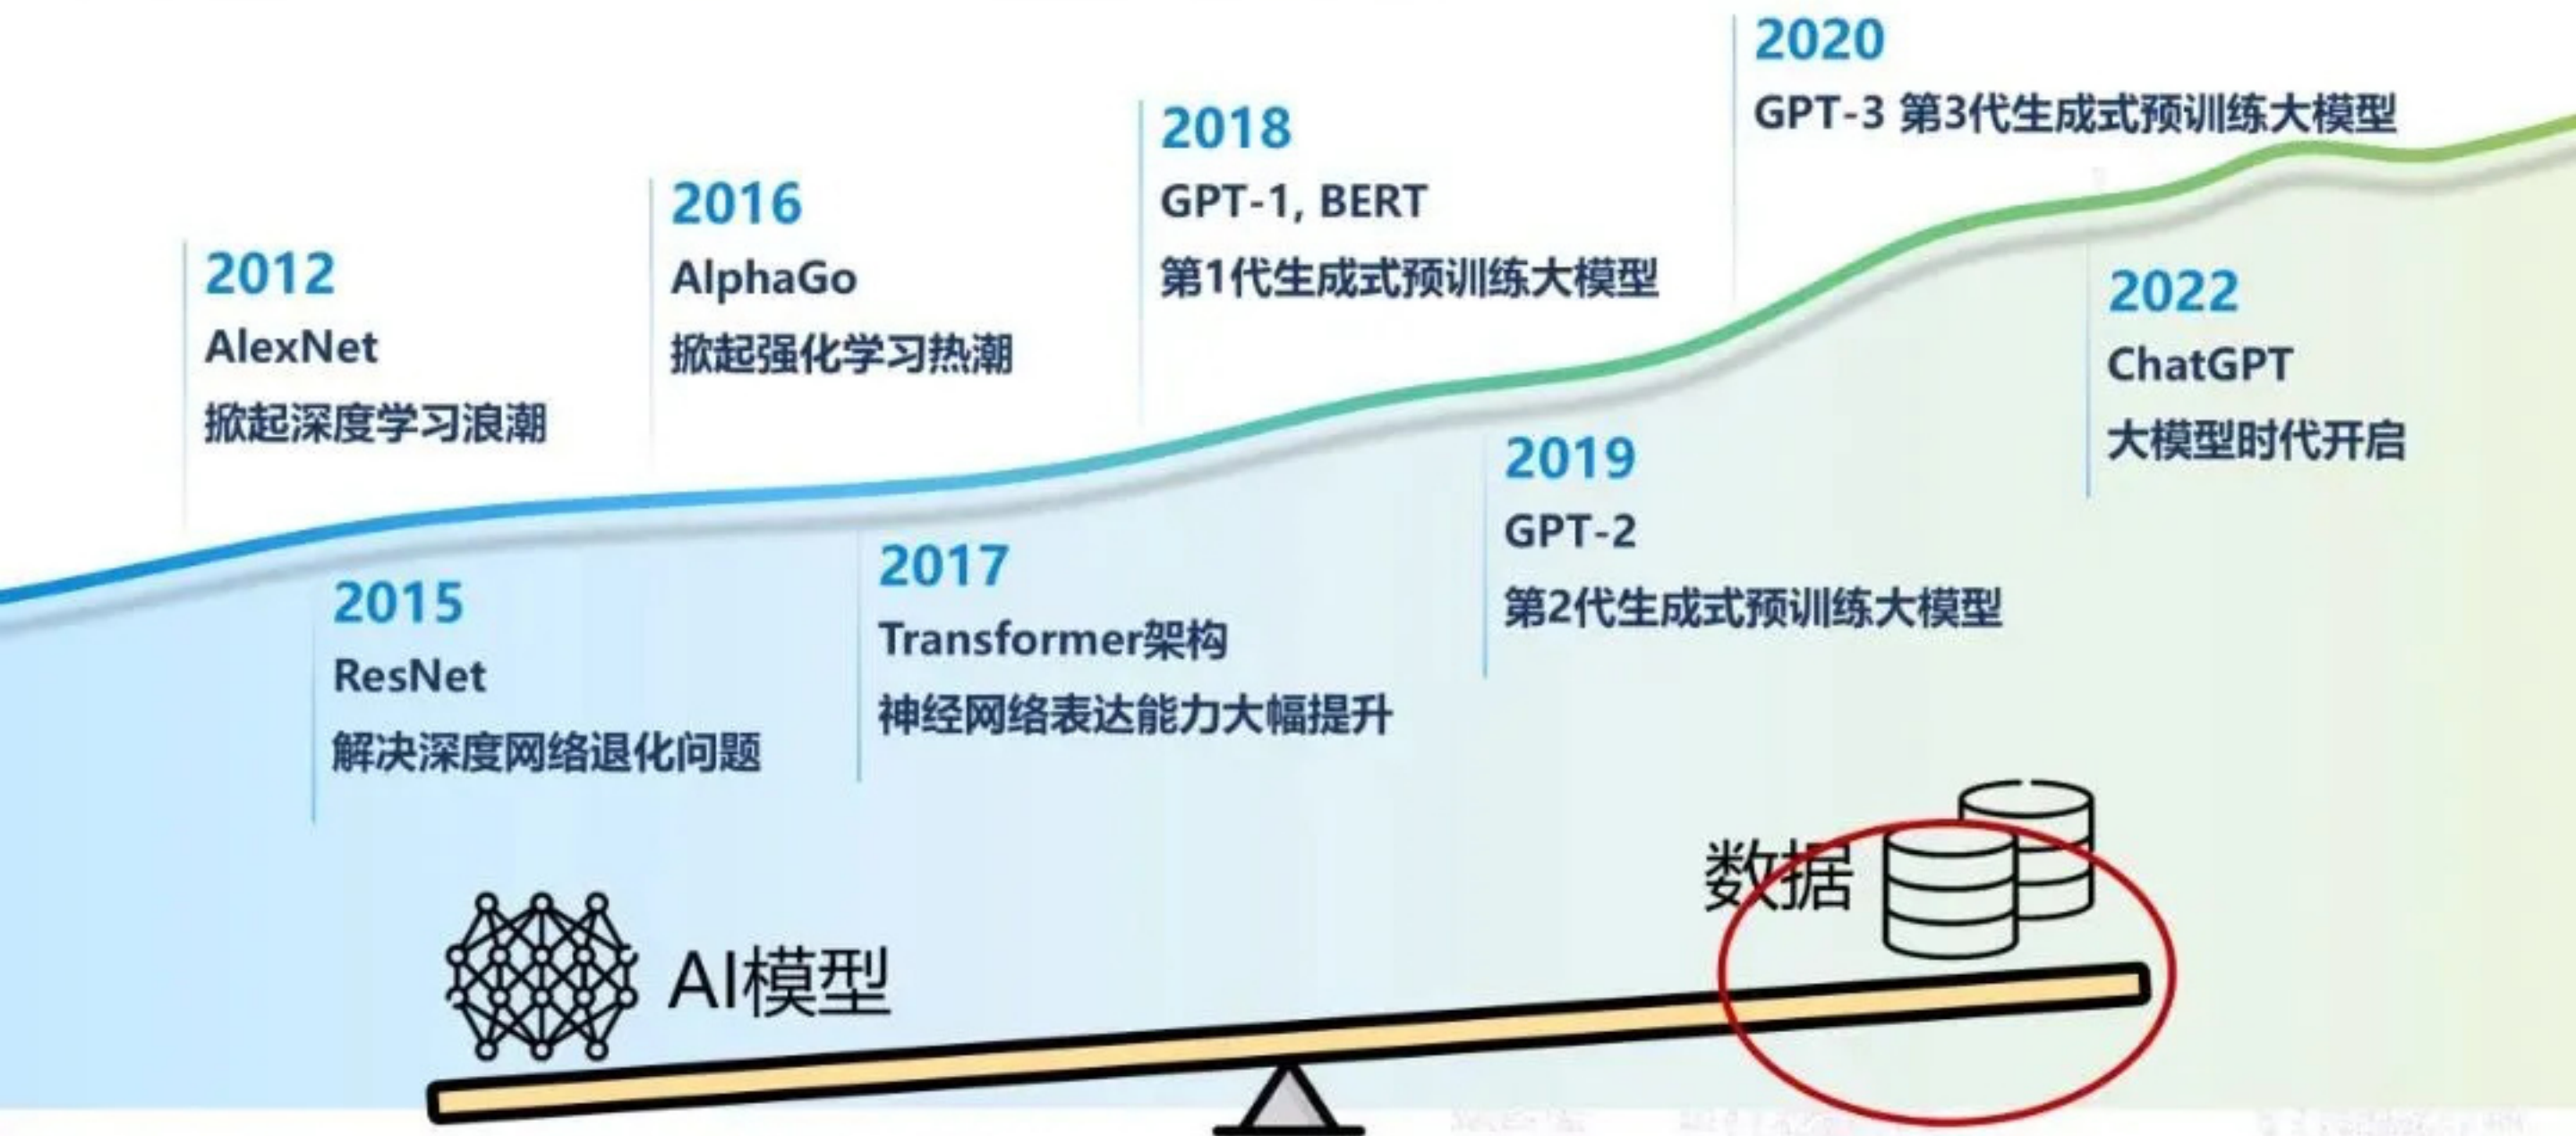 2012
AlexNet
掀起深度学习浪潮
2015
ResNet
解决深度网络退化问题
2016
AlphaGo
掀起强化学习热潮
2017
Transformer架构
神经网络表达能力大幅提升
2018
GPT-1, BERT
第1代生成式预训练大模型
2019
GPT-2
第2代生成式预训练大模型
2020
GPT-3 第3代生成式预训练大模型
2022
ChatGPT
大模型时代开启
AI模型
数据